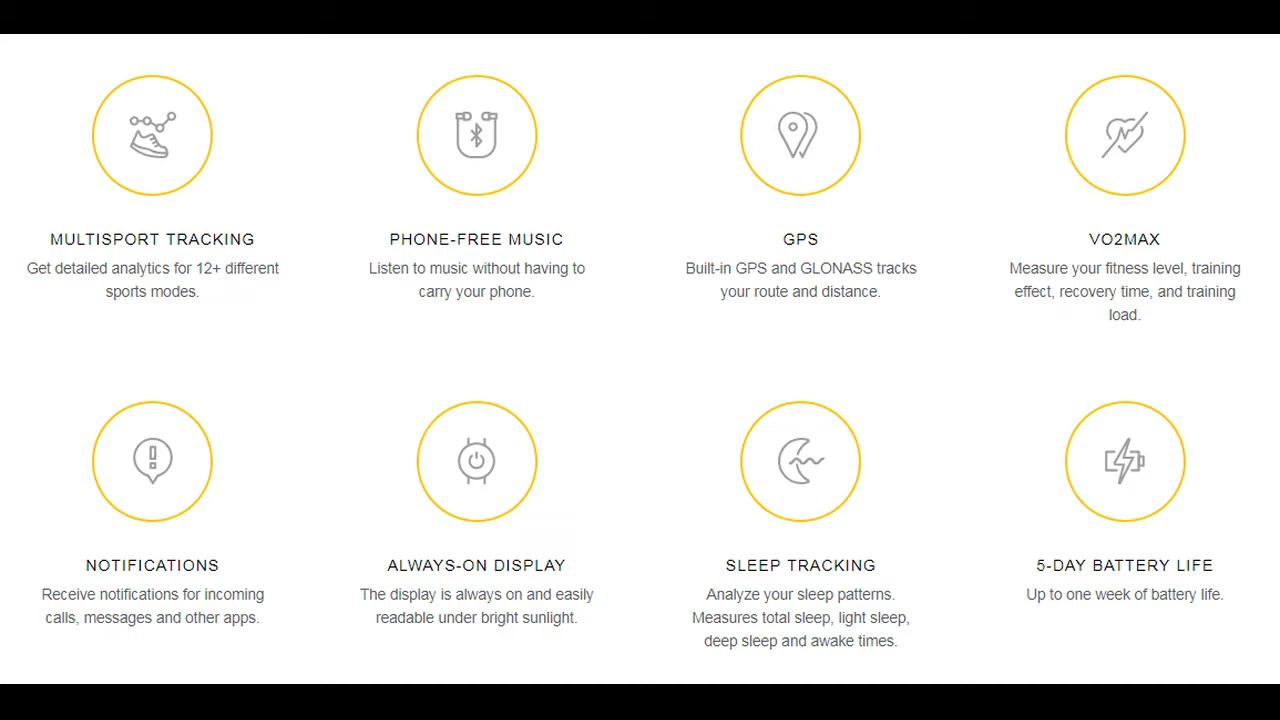 MULTISPORT TRACKING
Get detailed analytics for 12+ different
sports modes.
PHONE-FREE MUSIC
Listen to music without having to
carry your phone.
GPS
Built-in GPS and GLONASS tracks
your route and distance.
VO2MAX
Measure your fitness level, training
effect, recovery time, and training
load.
NOTIFICATIONS
Receive notifications for incoming
calls, messages and other apps.
ALWAYS-ON DISPLAY
The display is always on and easily
readable under bright sunlight.
SLEEP TRACKING
Analyze your sleep patterns.
Measures total sleep, light sleep,
deep sleep and awake times.
5-DAY BATTERY LIFE
Up to one week of battery life.